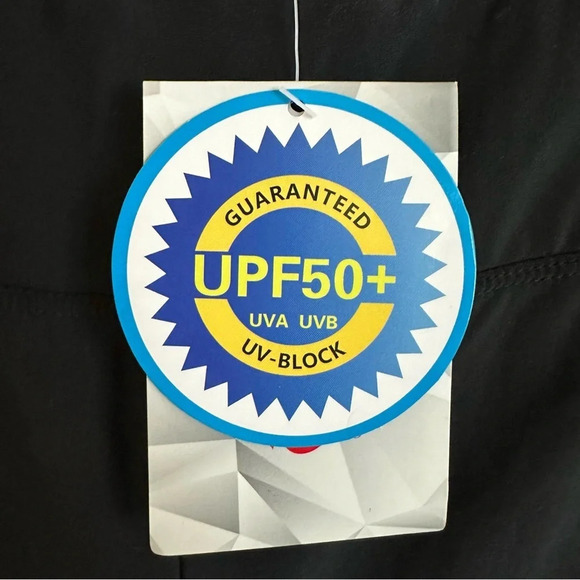 GUARANTEED
UPF50+
UVA UVB
UV-BLOCK